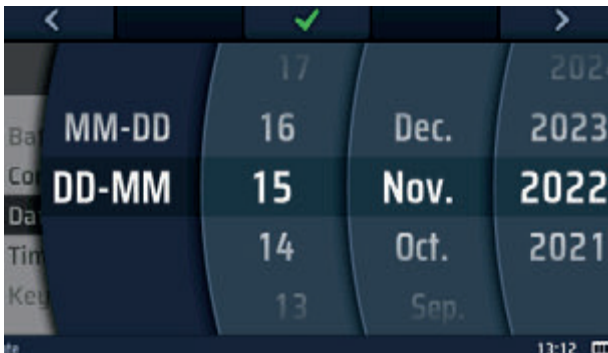 17
MM-DD 16 Dec. 2023
DD-MM 15 Nov. 2022
14 Oct. 2021
13 Sep.
13:12